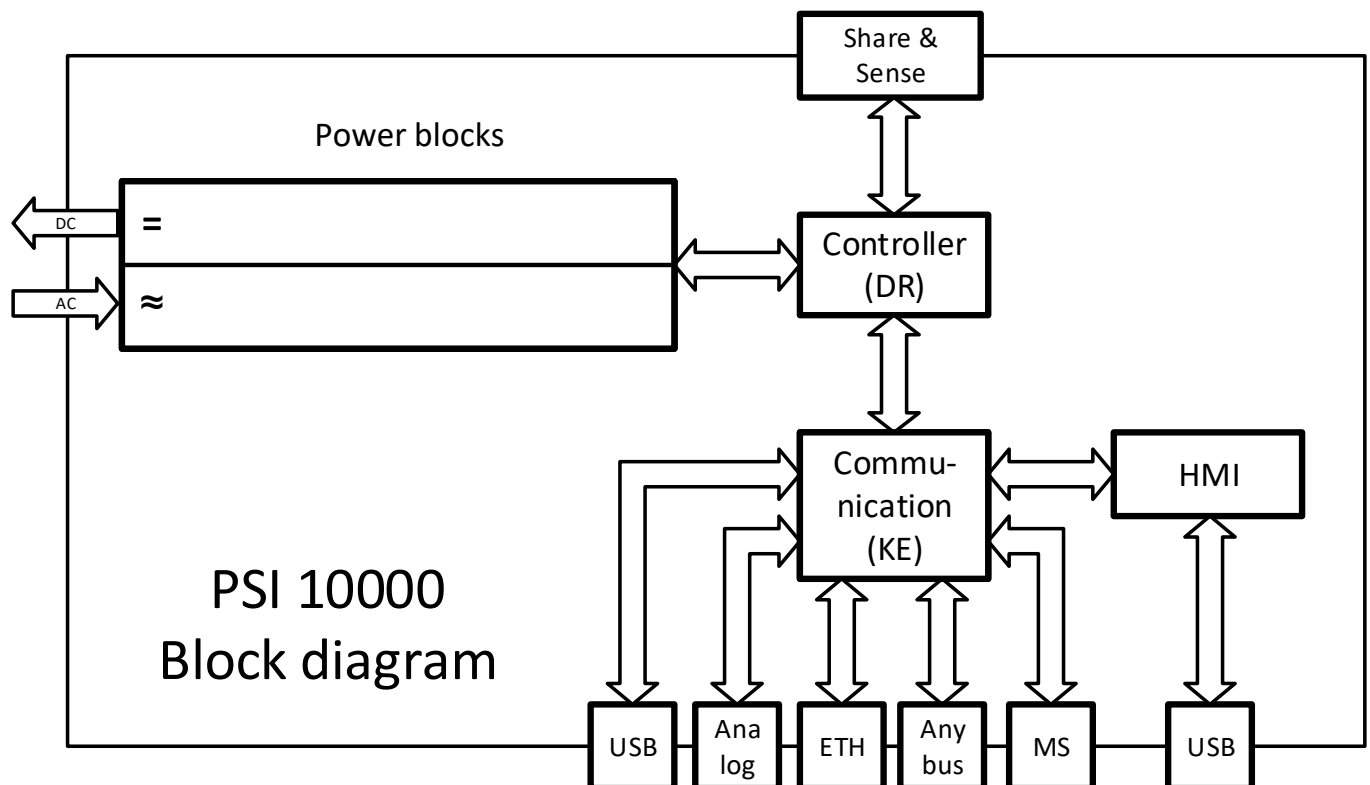 Share &
Sense
Power blocks
DC
=
Controller
(DR)
AC
≈
Commu-
nication
(KE)
HMI
PSI 10000
Block diagram
USB
Ana
log
ETH
Any
bus
MS
USB